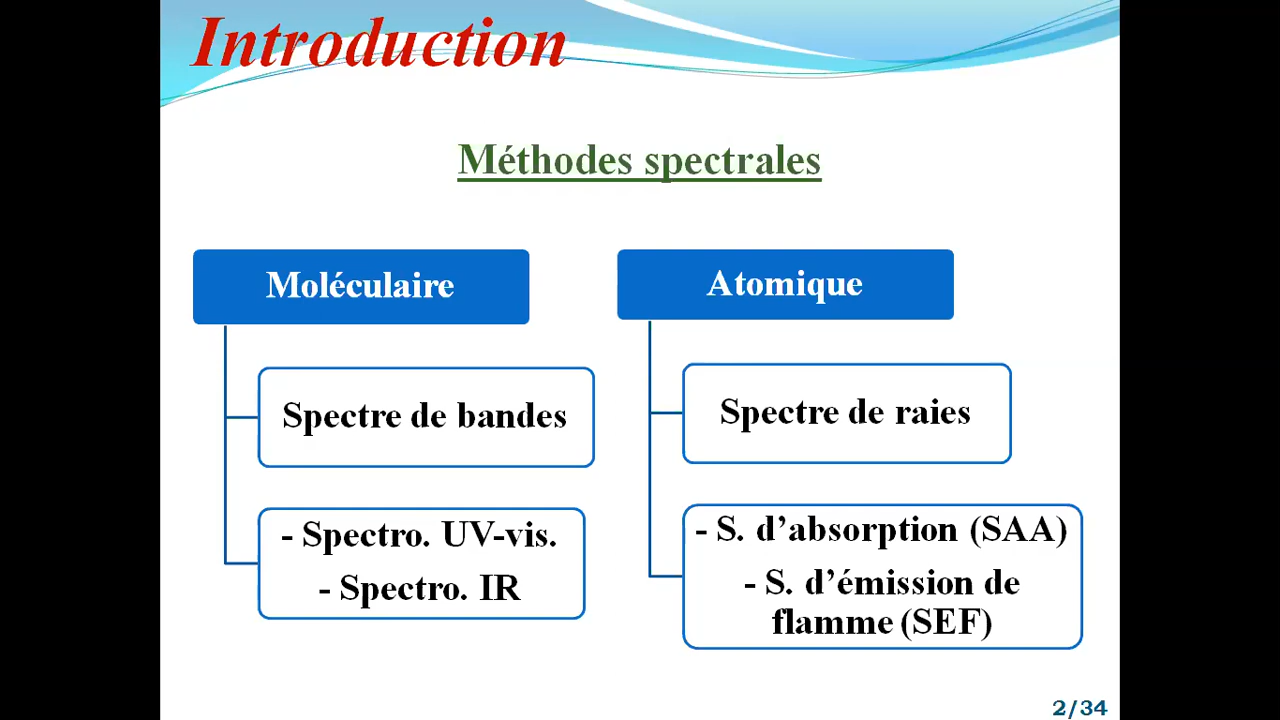 Introduction
Méthodes spectrales
Moléculaire
Spectre de bandes
- Spectro. UV-vis.
- Spectro. IR
Atomique
Spectre de raies
- S. d’absorption (SAA)
- S. d’émission de
flamme (SEF)
2/34